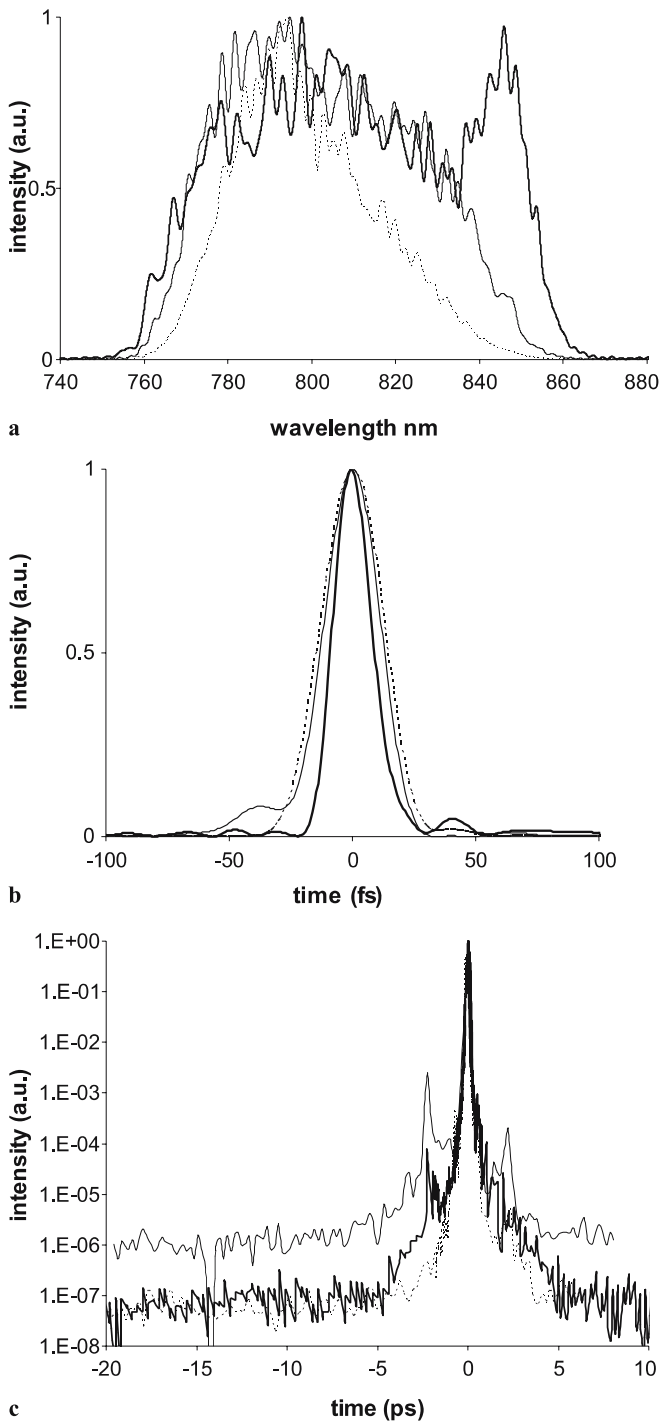 1
intensity (a.u.)
0.5
0
740 760 780 800 820 840 860 880
a
wavelength nm
1
intensity (a.u.)
0.5
0
-100 -50 0 50 100
b
time (fs)
1.E+00
1.E-01
1.E-02
1.E-03
intensity (a.u.)
1.E-04
1.E-05
1.E-06
1.E-07
1.E-08
-20 -15 -10 -5 0 5 10
c
time (ps)